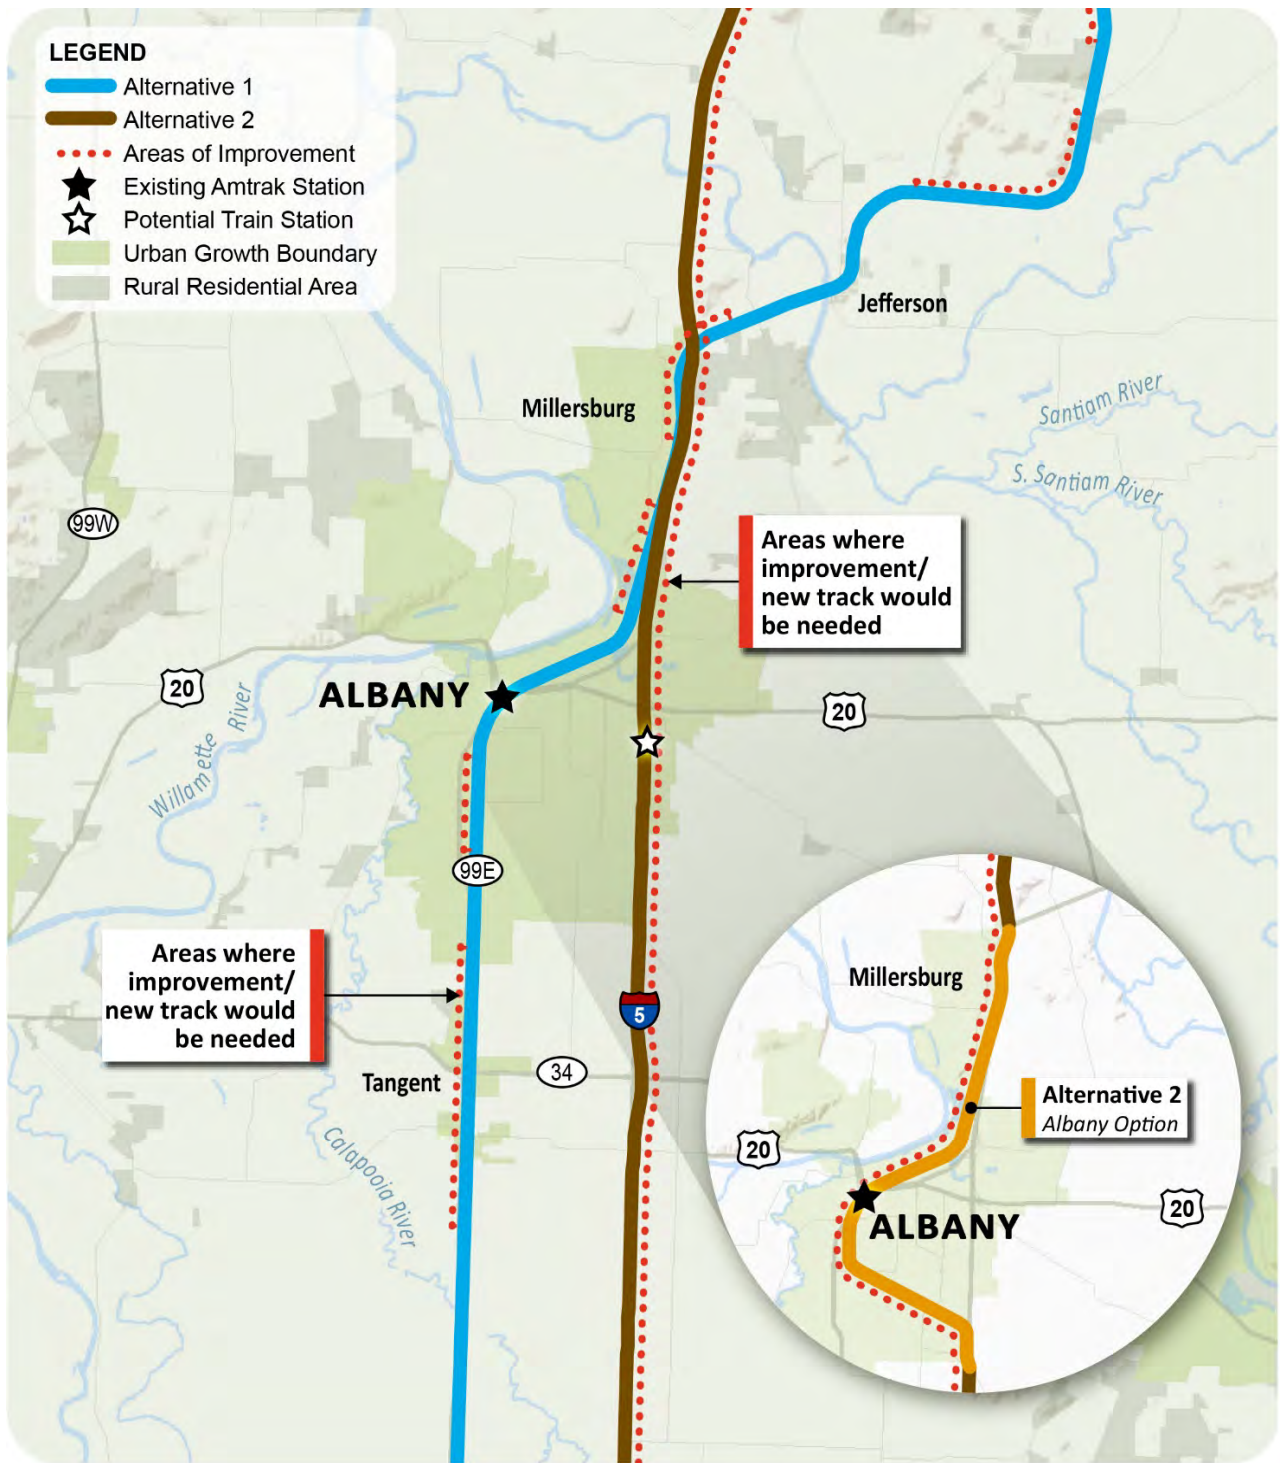 LEGEND
Alternative 1
Alternative 2
Areas of Improvement
Existing Amtrak Station
Potential Train Station
Urban Growth Boundary
Rural Residential Area
Jefferson
Millersburg
Santiam River
S. Santiam River
99W
Areas where
improvement/
new track would
be needed
20
ALBANY
20
Willamette River
99E
Areas where
improvement/
new track would
be needed
5
34
Tangent
Calapooia River
Millersburg
Alternative 2
Albany Option
20
20
ALBANY